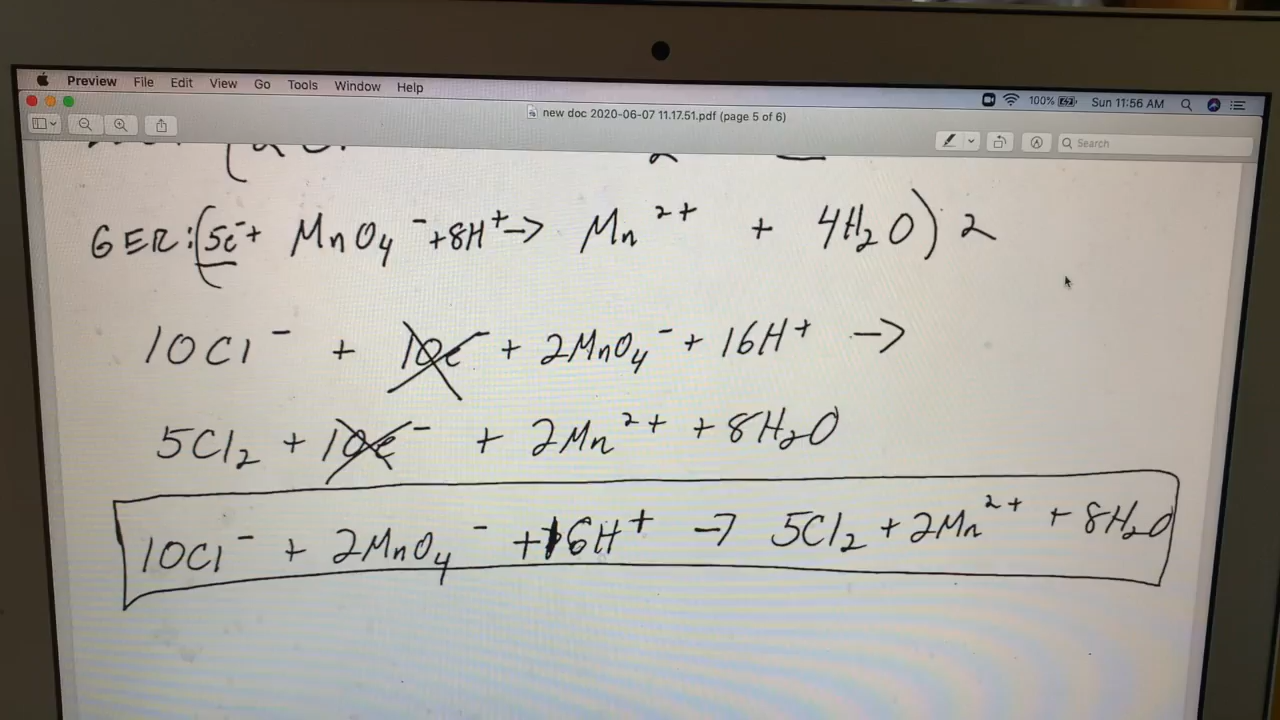 Preview File Edit View Go Tools Window Help 100% Sun 11:56 AM
new doc 2020-06-07 11.17.51.pdf (page 5 of 6)
Search
GER: (5e⁻ + MnO₄⁻ + 8H⁺ → Mn²⁺ + 4H₂O) 2
10Cl⁻ + 10e⁻ + 2MnO₄⁻ + 16H⁺ →
5Cl₂ + 10e⁻ + 2Mn²⁺ + 8H₂O
10Cl⁻ + 2MnO₄⁻ + 16H⁺ → 5Cl₂ + 2Mn²⁺ + 8H₂O